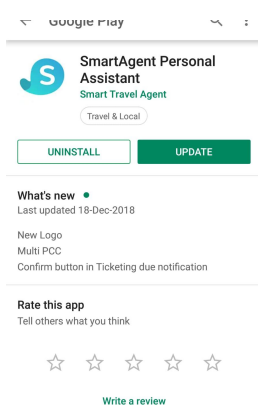 Google Play
S
SmartAgent Personal
Assistant
Smart Travel Agent
Travel & Local
UNINSTALL
UPDATE
What's new
Last updated 18-Dec-2018
New Logo
Multi PCC
Confirm button in Ticketing due notification
Rate this app
Tell others what you think
Write a review